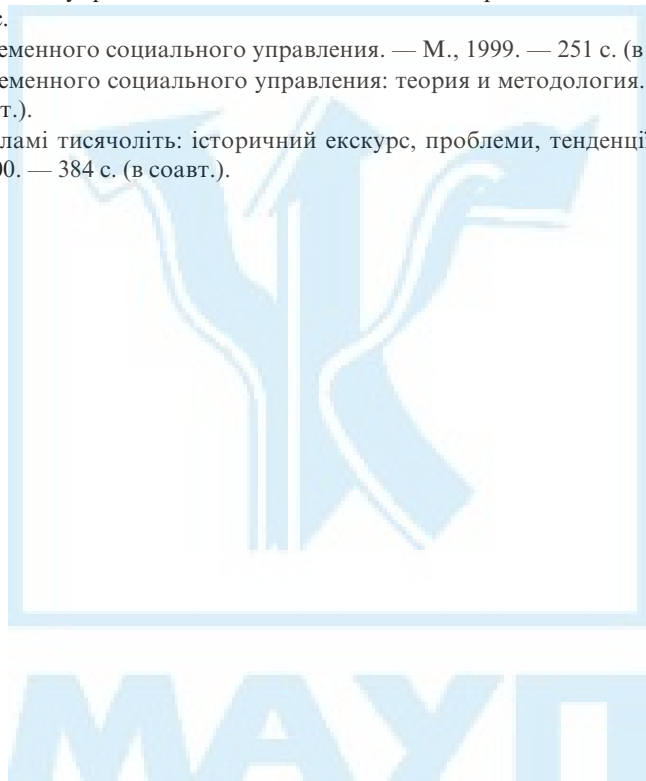 с.
еменного социального управления. — М., 1999. — 251 с. (в
еменного социального управления: теория и методология.
т.).
ламі тисячоліть: історичний екскурс, проблеми, тенденції
00. — 384 с. (в соавт.).
МАУП